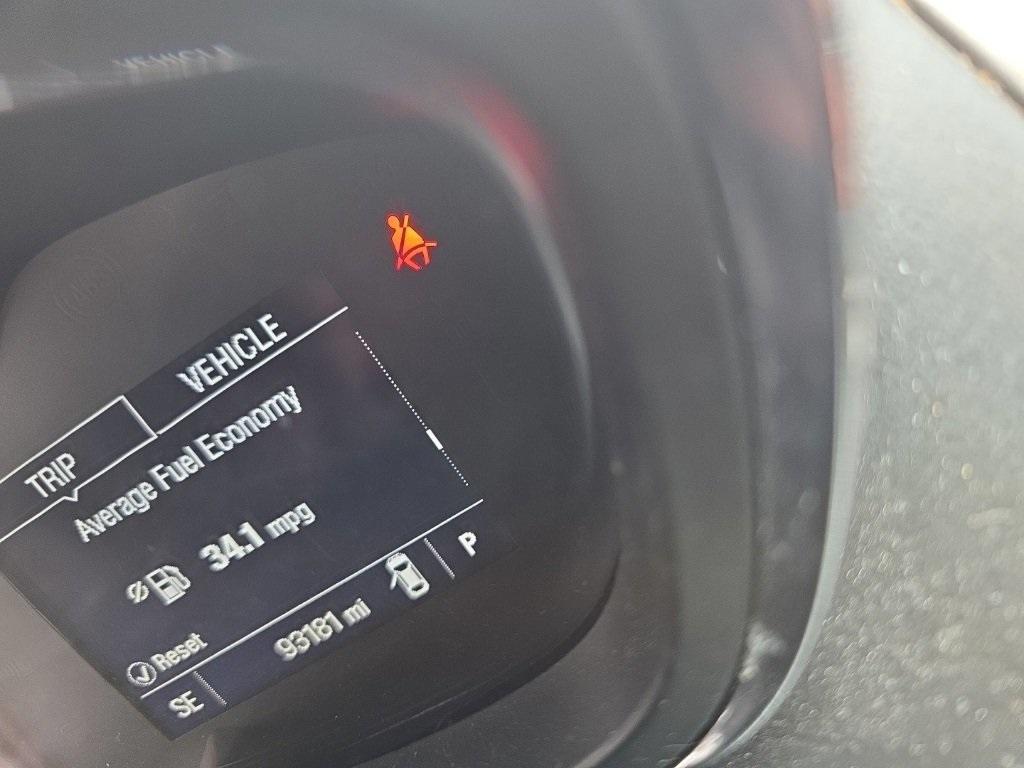 TRIP VEHICLE
Average Fuel Economy
34.1 mpg
Reset
SE 93181 mi P